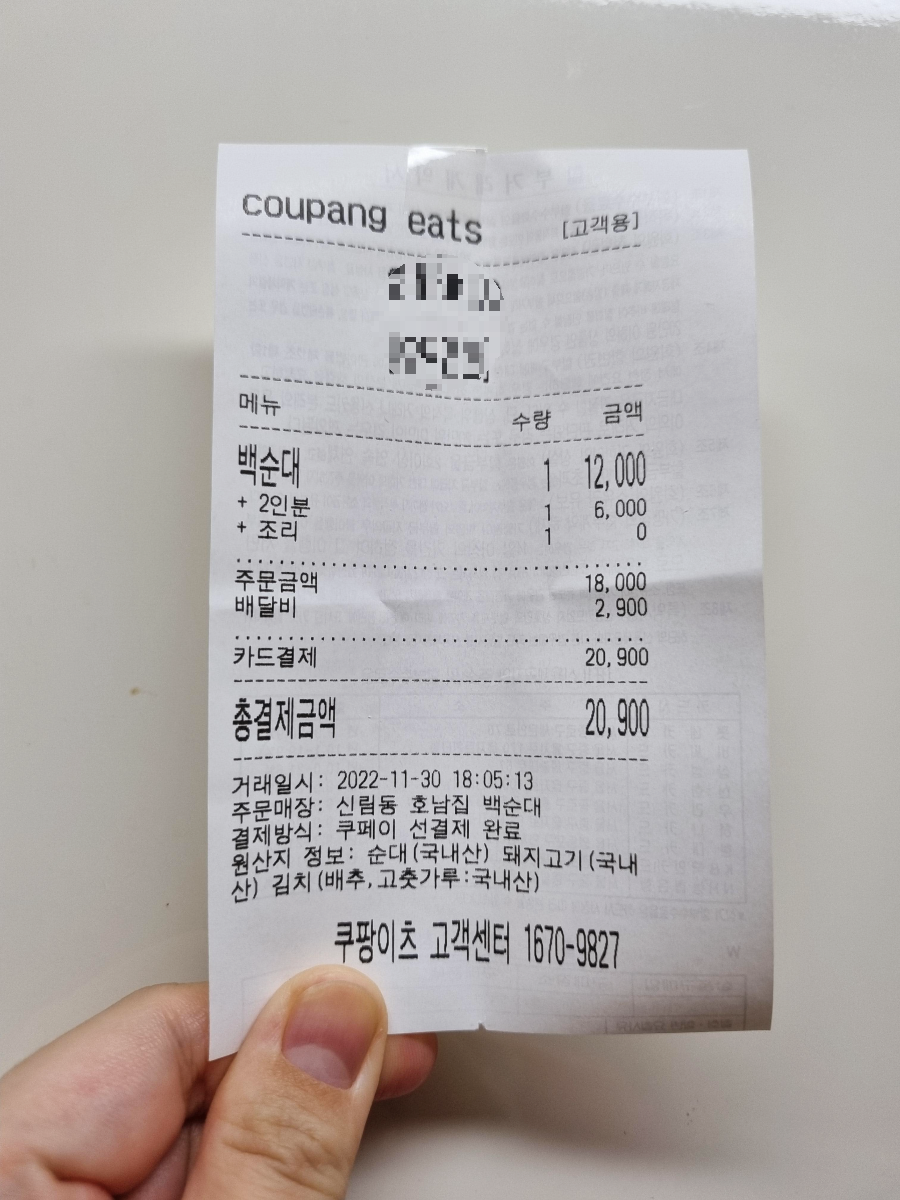 coupang eats [고객용]
메뉴 수량 금액
백순대 1 12,000
+ 2인분 1 6,000
+ 조리 1 0
주문금액 18,000
배달비 2,900
카드결제 20,900
총결제금액 20,900
거래일시: 2022-11-30 18:05:13
주문매장: 신림동 호남집 백순대
결제방식: 쿠페이 선결제 완료
원산지 정보: 순대(국내산) 돼지고기(국내
산) 김치(배추,고춧가루:국내산)
쿠팡이츠 고객센터 1670-9827